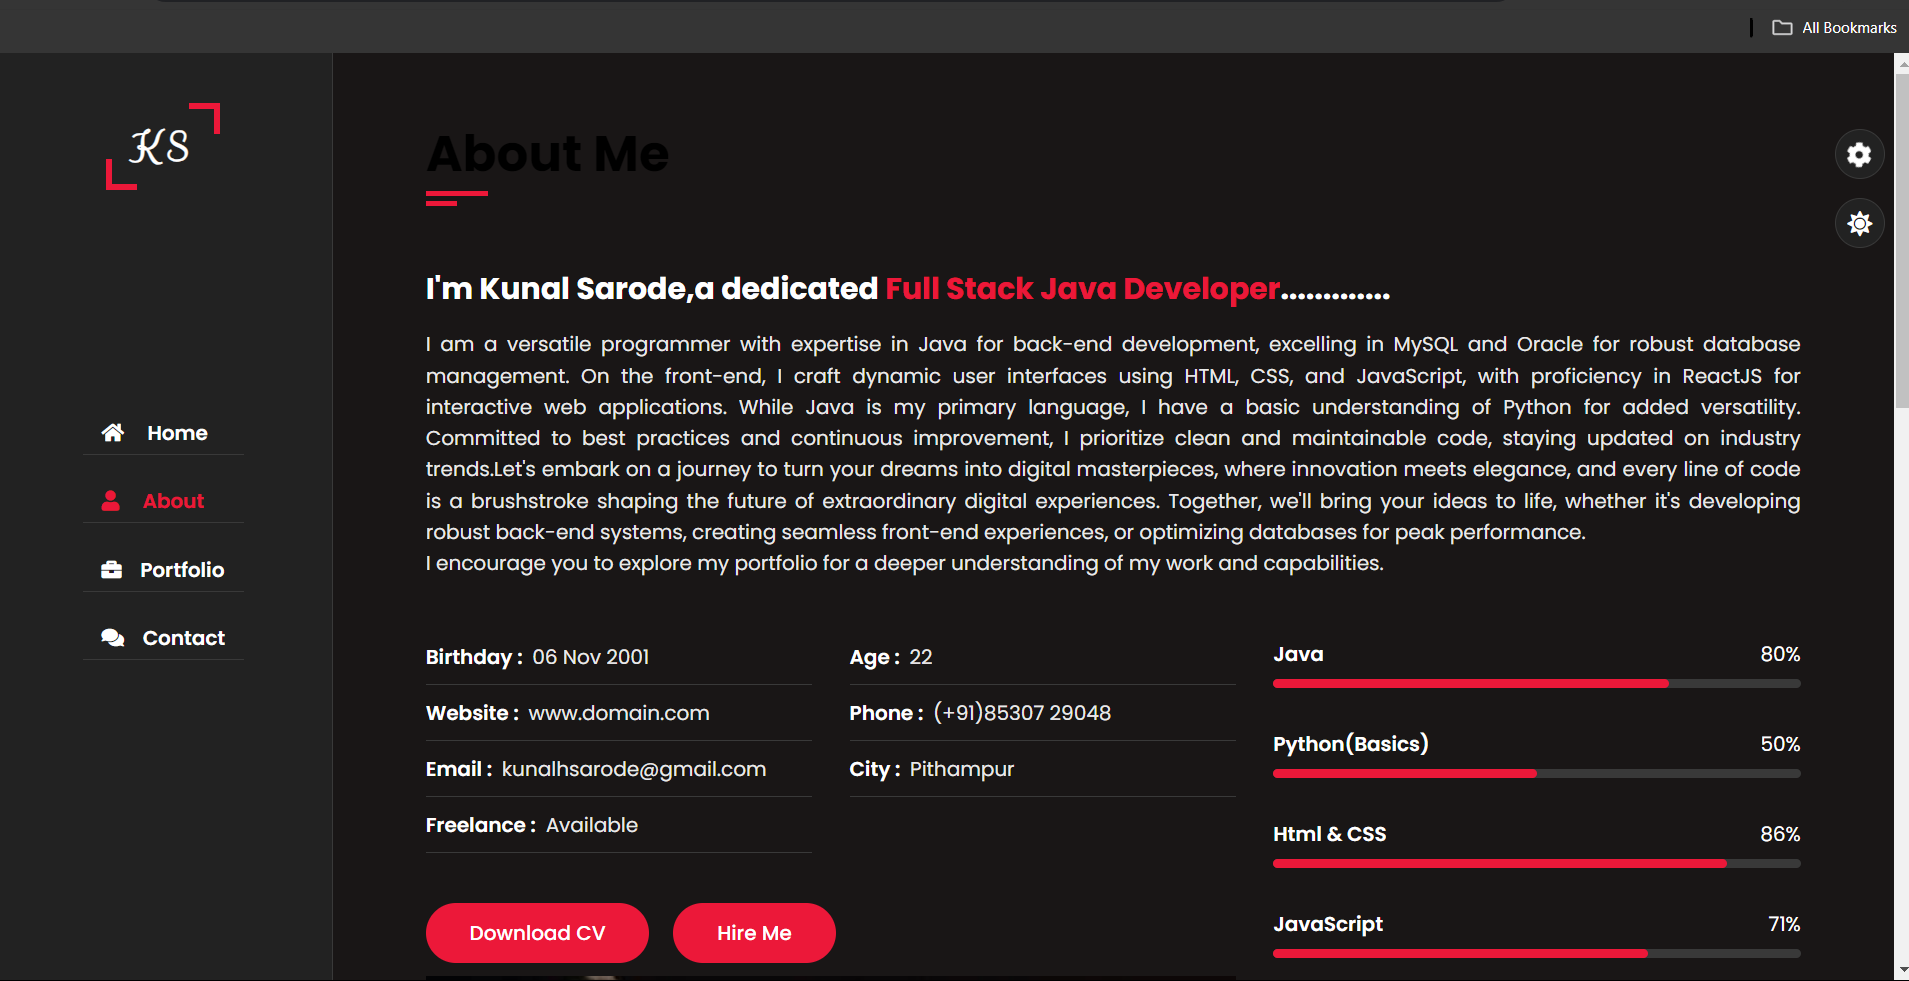 All Bookmarks
KS
Home
About
Portfolio
Contact
About Me
I'm Kunal Sarode,a dedicated Full Stack Java Developer.............
I am a versatile programmer with expertise in Java for back-end development, excelling in MySQL and Oracle for robust database
management. On the front-end, I craft dynamic user interfaces using HTML, CSS, and JavaScript, with proficiency in ReactJS for
interactive web applications. While Java is my primary language, I have a basic understanding of Python for added versatility.
Committed to best practices and continuous improvement, I prioritize clean and maintainable code, staying updated on industry
trends.Let's embark on a journey to turn your dreams into digital masterpieces, where innovation meets elegance, and every line of code
is a brushstroke shaping the future of extraordinary digital experiences. Together, we'll bring your ideas to life, whether it's developing
robust back-end systems, creating seamless front-end experiences, or optimizing databases for peak performance.
I encourage you to explore my portfolio for a deeper understanding of my work and capabilities.
Birthday : 06 Nov 2001
Age : 22
Website : www.domain.com
Phone : (+91)85307 29048
Email : kunalhsarode@gmail.com
City : Pithampur
Freelance : Available
Download CV
Hire Me
Java 80%
Python(Basics) 50%
Html & CSS 86%
JavaScript 71%